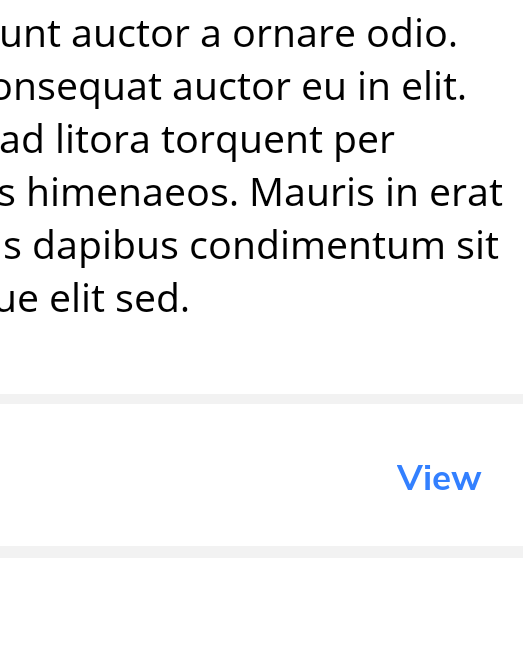 unt auctor a ornare odio.
onsequat auctor eu in elit.
ad litora torquent per
s himenaeos. Mauris in erat
s dapibus condimentum sit
ue elit sed.
View